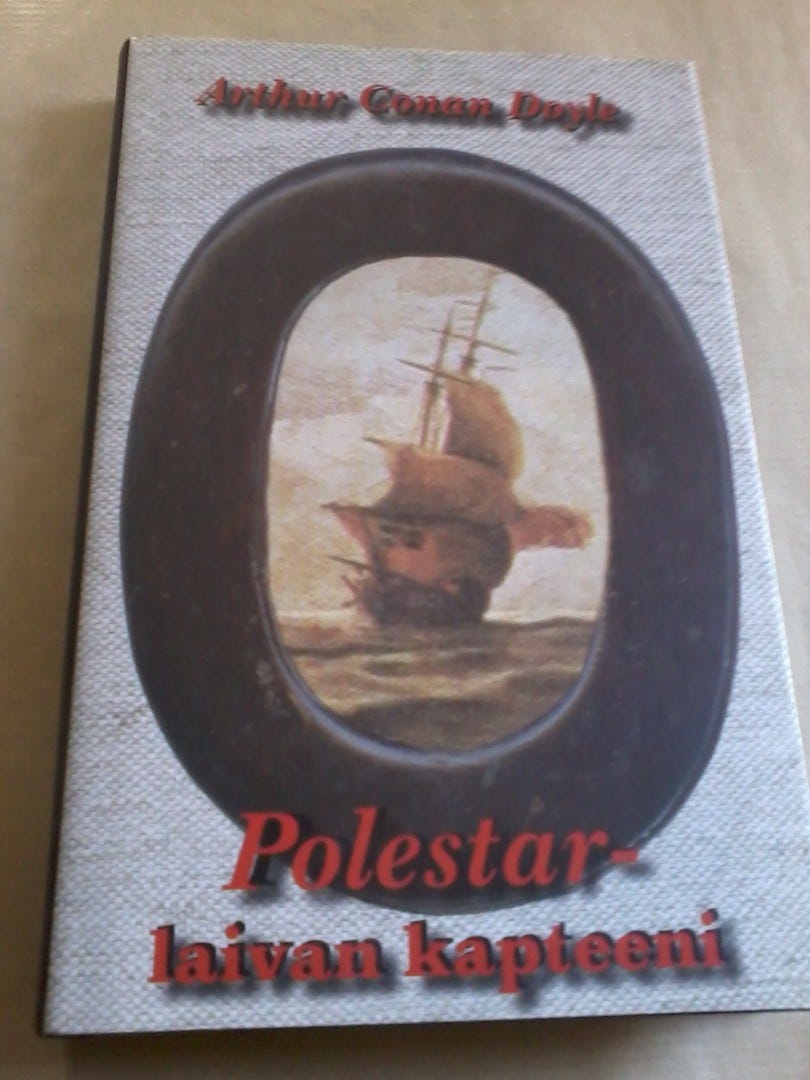 Arthur Conan Doyle
Polestar-
laivan kapteeni